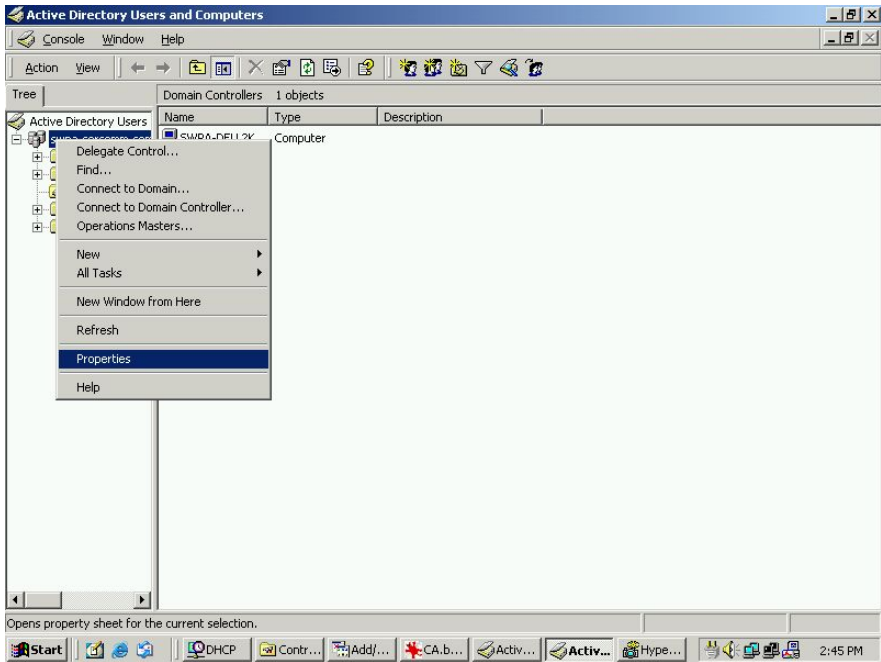 Active Directory Users and Computers
Console Window Help
Action View
Tree
Domain Controllers 1 objects
Active Directory Users
Name Type Description
SWPA-DELL2K Computer
Delegate Control...
Find...
Connect to Domain...
Connect to Domain Controller...
Operations Masters...
New
All Tasks
New Window from Here
Refresh
Properties
Help
Opens property sheet for the current selection.
Start DHCP Contr... Add/... CA.b... Activ... Activ... Hype... 2:45 PM